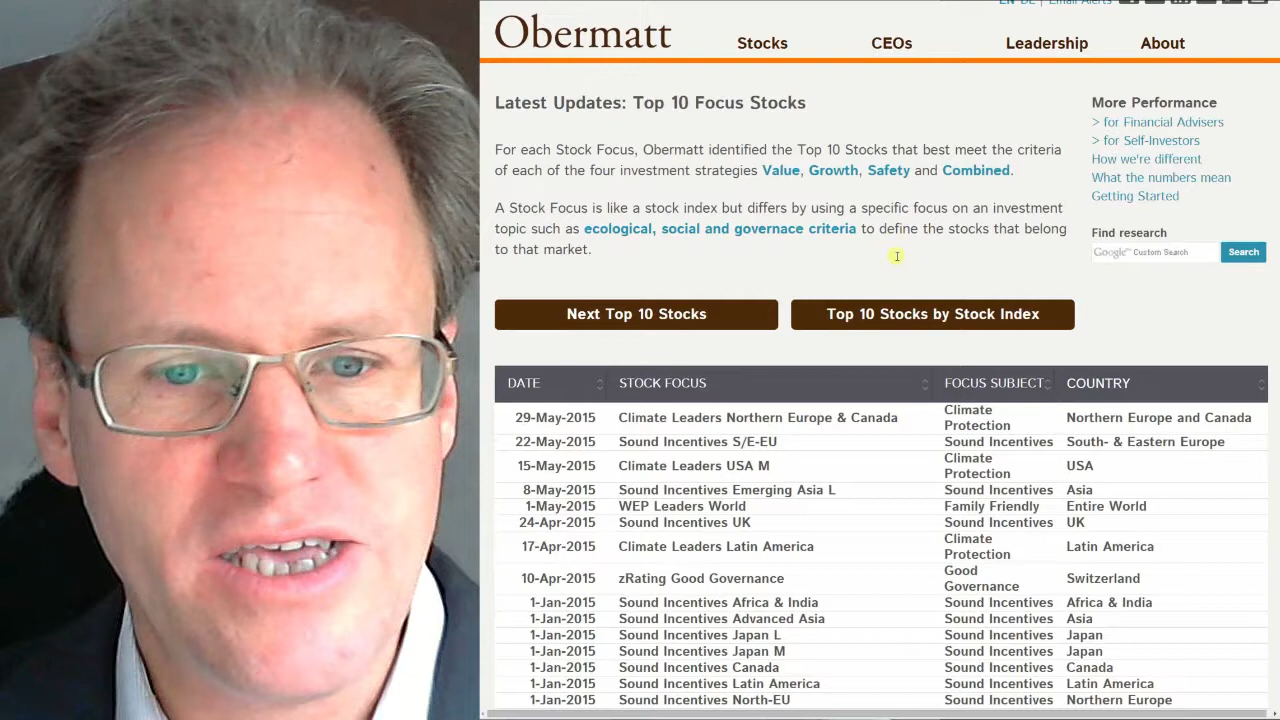 EN DE | Email Alerts
Obermatt
Stocks
CEOs
Leadership
About
Latest Updates: Top 10 Focus Stocks
For each Stock Focus, Obermatt identified the Top 10 Stocks that best meet the criteria
of each of the four investment strategies Value, Growth, Safety and Combined.
A Stock Focus is like a stock index but differs by using a specific focus on an investment
topic such as ecological, social and governace criteria to define the stocks that belong
to that market.
More Performance
> for Financial Advisers
> for Self-Investors
How we're different
What the numbers mean
Getting Started
Find research
Google™ Custom Search
Search
Next Top 10 Stocks
Top 10 Stocks by Stock Index
DATE STOCK FOCUS FOCUS SUBJECT COUNTRY
29-May-2015 Climate Leaders Northern Europe & Canada Climate Protection Northern Europe and Canada
22-May-2015 Sound Incentives S/E-EU Sound Incentives South- & Eastern Europe
15-May-2015 Climate Leaders USA M Climate Protection USA
8-May-2015 Sound Incentives Emerging Asia L Sound Incentives Asia
1-May-2015 WEP Leaders World Family Friendly Entire World
24-Apr-2015 Sound Incentives UK Sound Incentives UK
17-Apr-2015 Climate Leaders Latin America Climate Protection Latin America
10-Apr-2015 zRating Good Governance Good Governance Switzerland
1-Jan-2015 Sound Incentives Africa & India Sound Incentives Africa & India
1-Jan-2015 Sound Incentives Advanced Asia Sound Incentives Asia
1-Jan-2015 Sound Incentives Japan L Sound Incentives Japan
1-Jan-2015 Sound Incentives Japan M Sound Incentives Japan
1-Jan-2015 Sound Incentives Canada Sound Incentives Canada
1-Jan-2015 Sound Incentives Latin America Sound Incentives Latin America
1-Jan-2015 Sound Incentives North-EU Sound Incentives Northern Europe